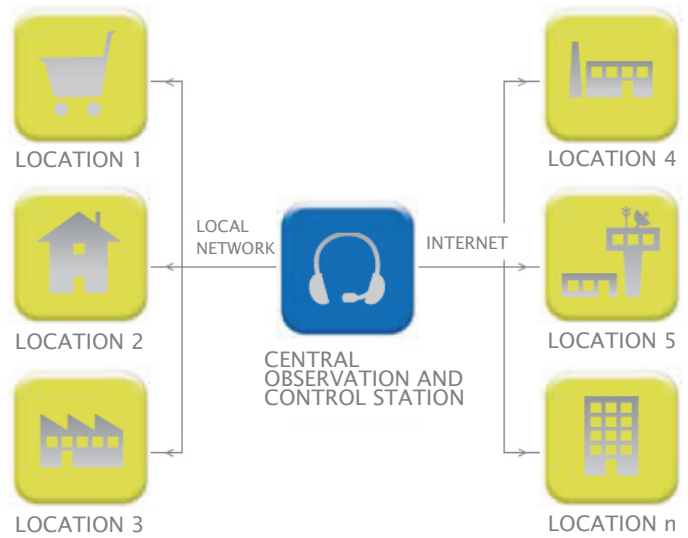 LOCATION 1
LOCATION 4
LOCAL
NETWORK
INTERNET
LOCATION 2
LOCATION 5
CENTRAL
OBSERVATION AND
CONTROL STATION
LOCATION 3
LOCATION n